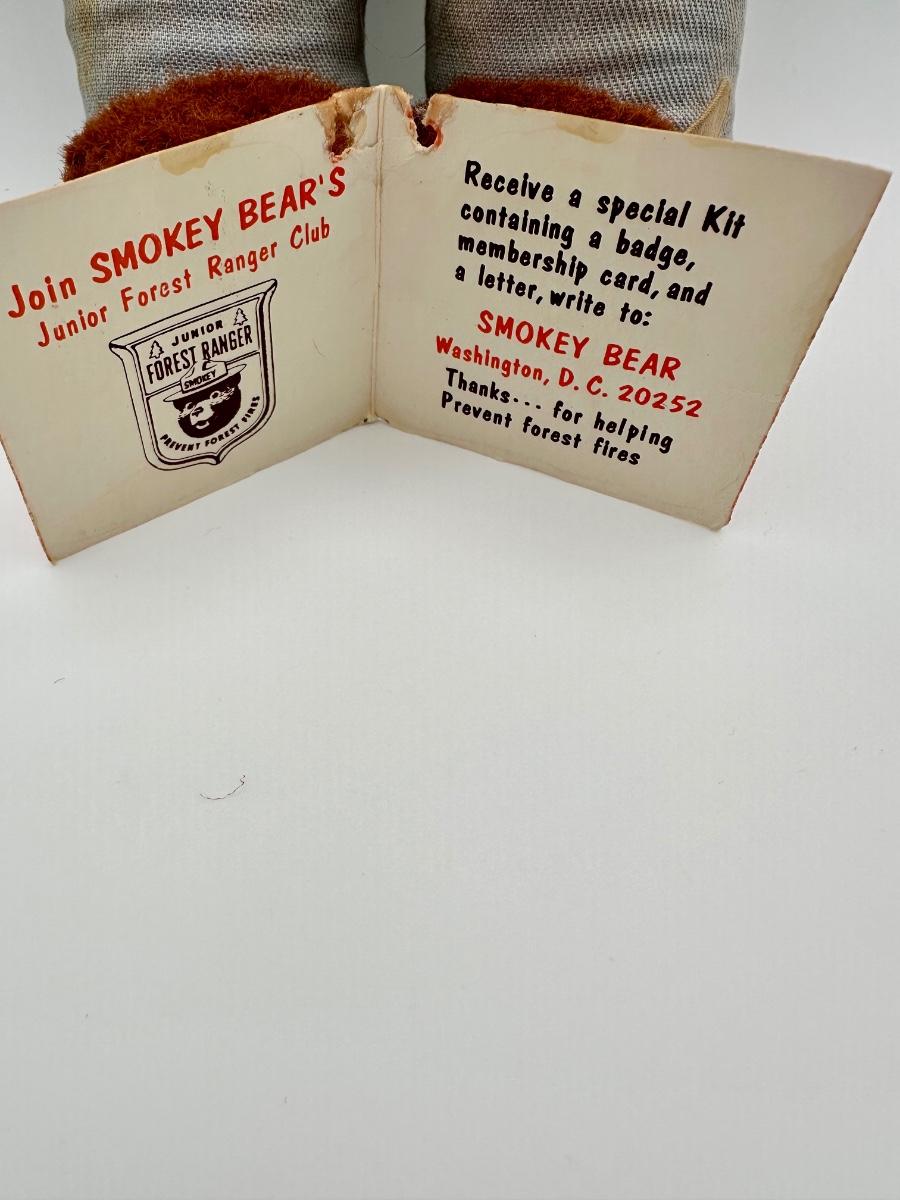 Join SMOKEY BEAR'S
Junior Forest Ranger Club
JUNIOR
FOREST RANGER
SMOKEY
PREVENT FOREST FIRES
Receive a special Kit
containing a badge,
membership card, and
a letter, write to:
SMOKEY BEAR
Washington, D. C. 20252
Thanks... for helping
Prevent forest fires